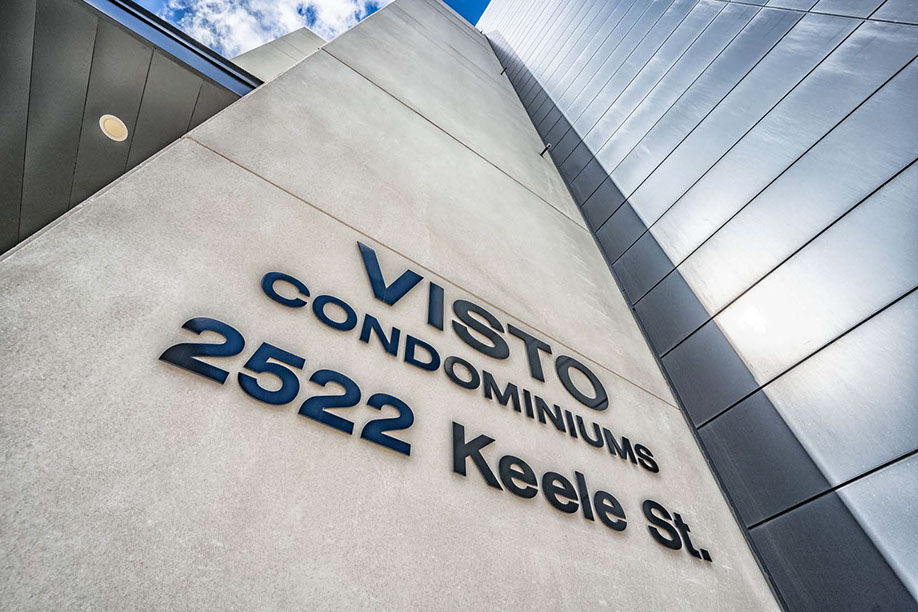 VISTO
CONDOMINIUMS
2522 Keele St.